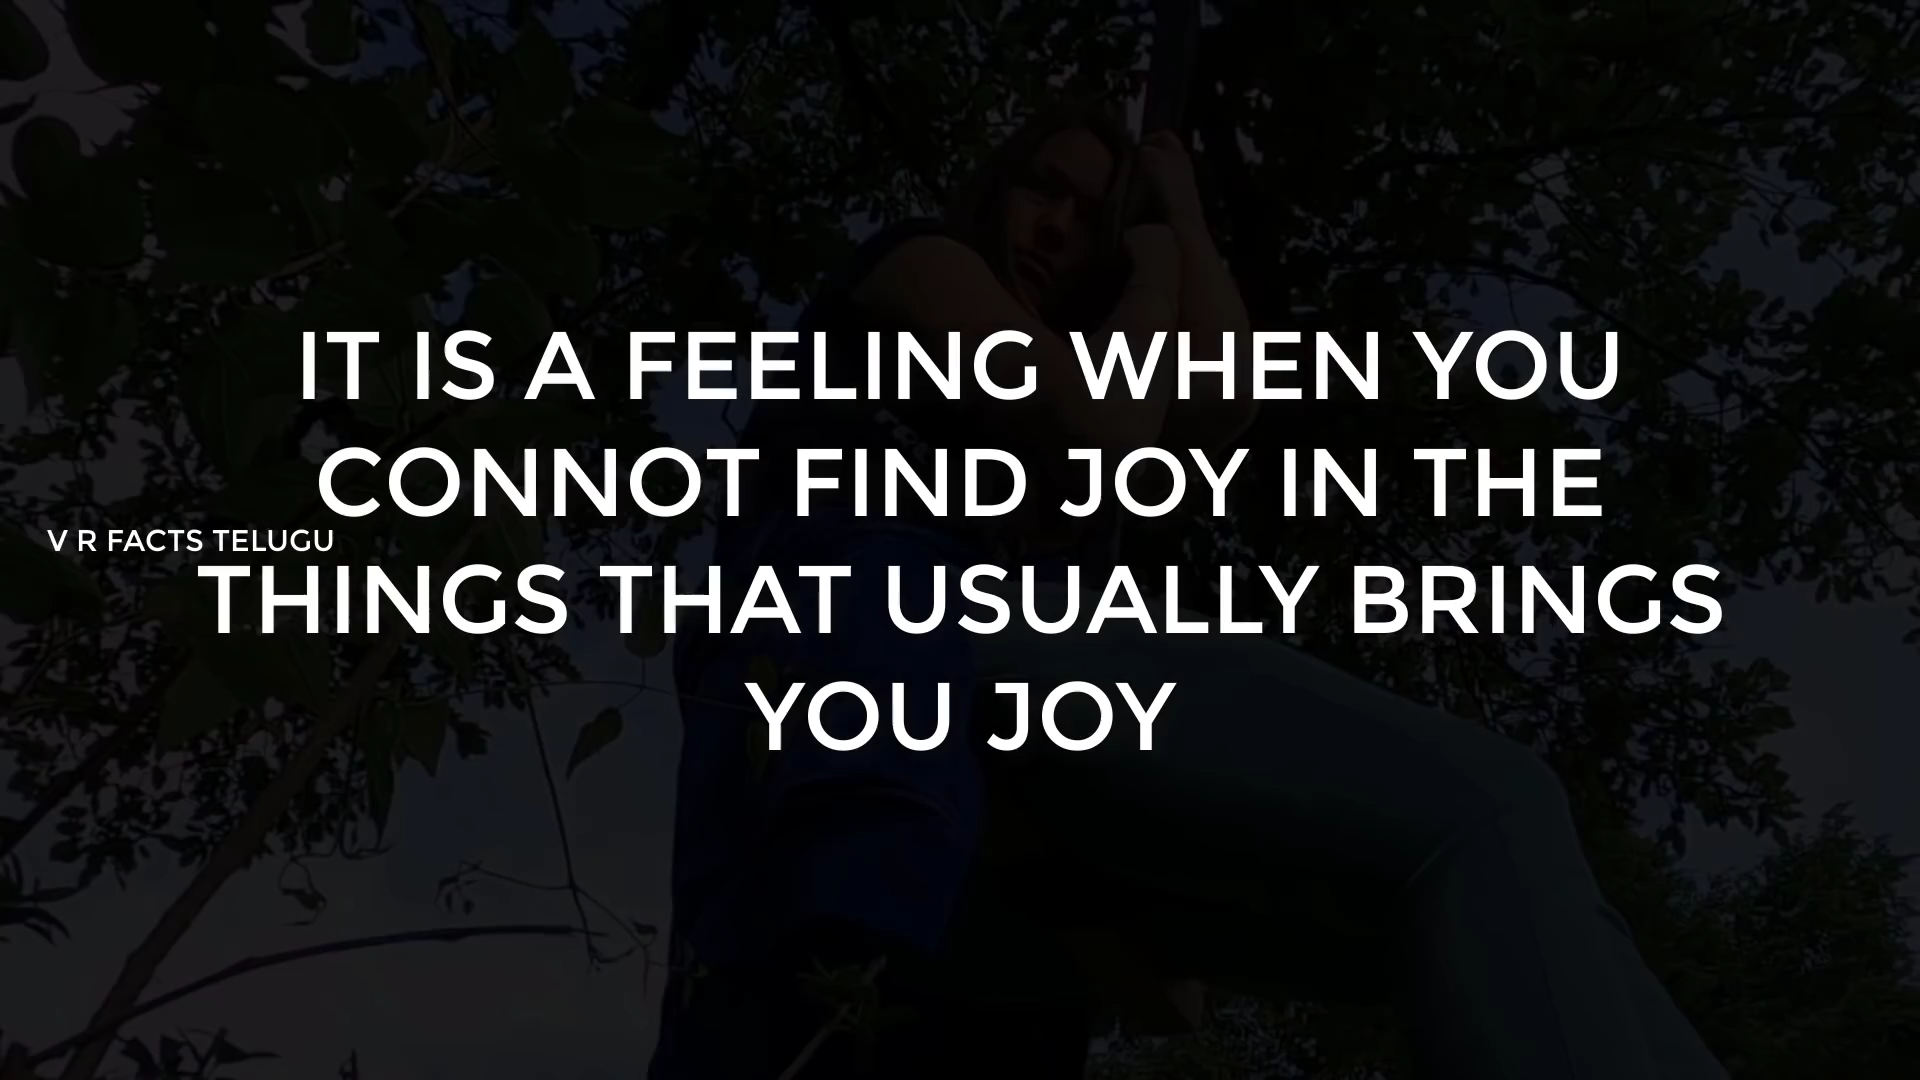 IT IS A FEELING WHEN YOU
CONNOT FIND JOY IN THE
V R FACTS TELUGU
THINGS THAT USUALLY BRINGS
YOU JOY